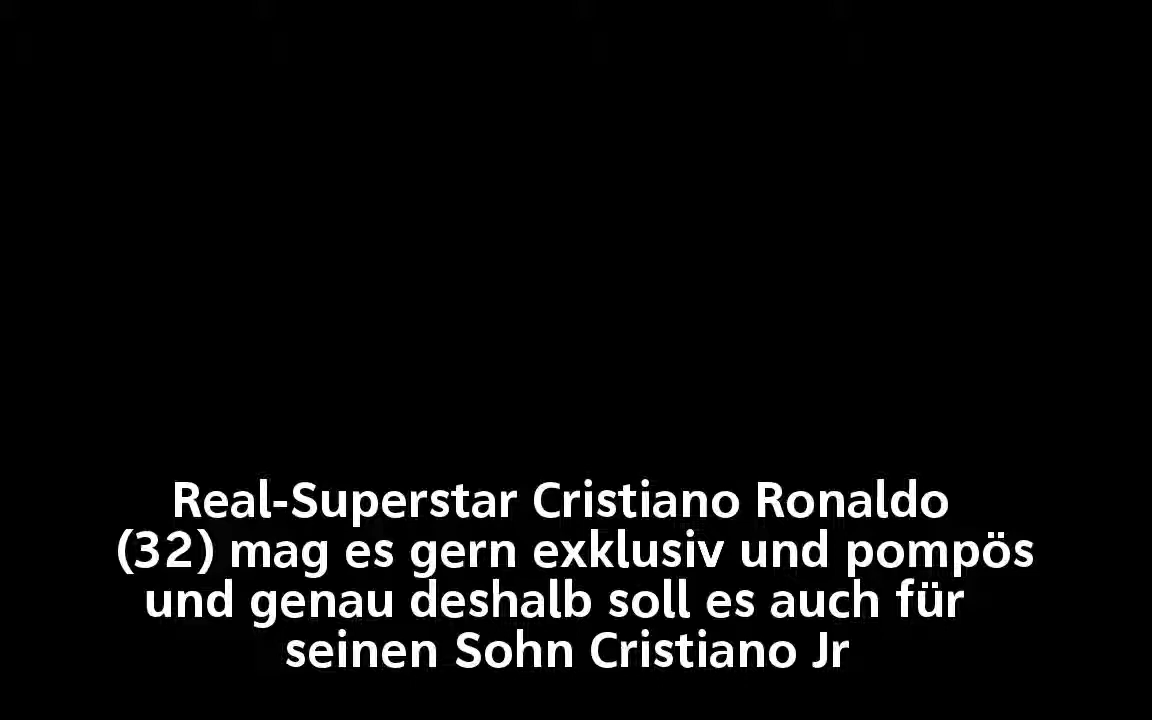 Real-Superstar Cristiano Ronaldo
(32) mag es gern exklusiv und pompös
und genau deshalb soll es auch für
seinen Sohn Cristiano Jr